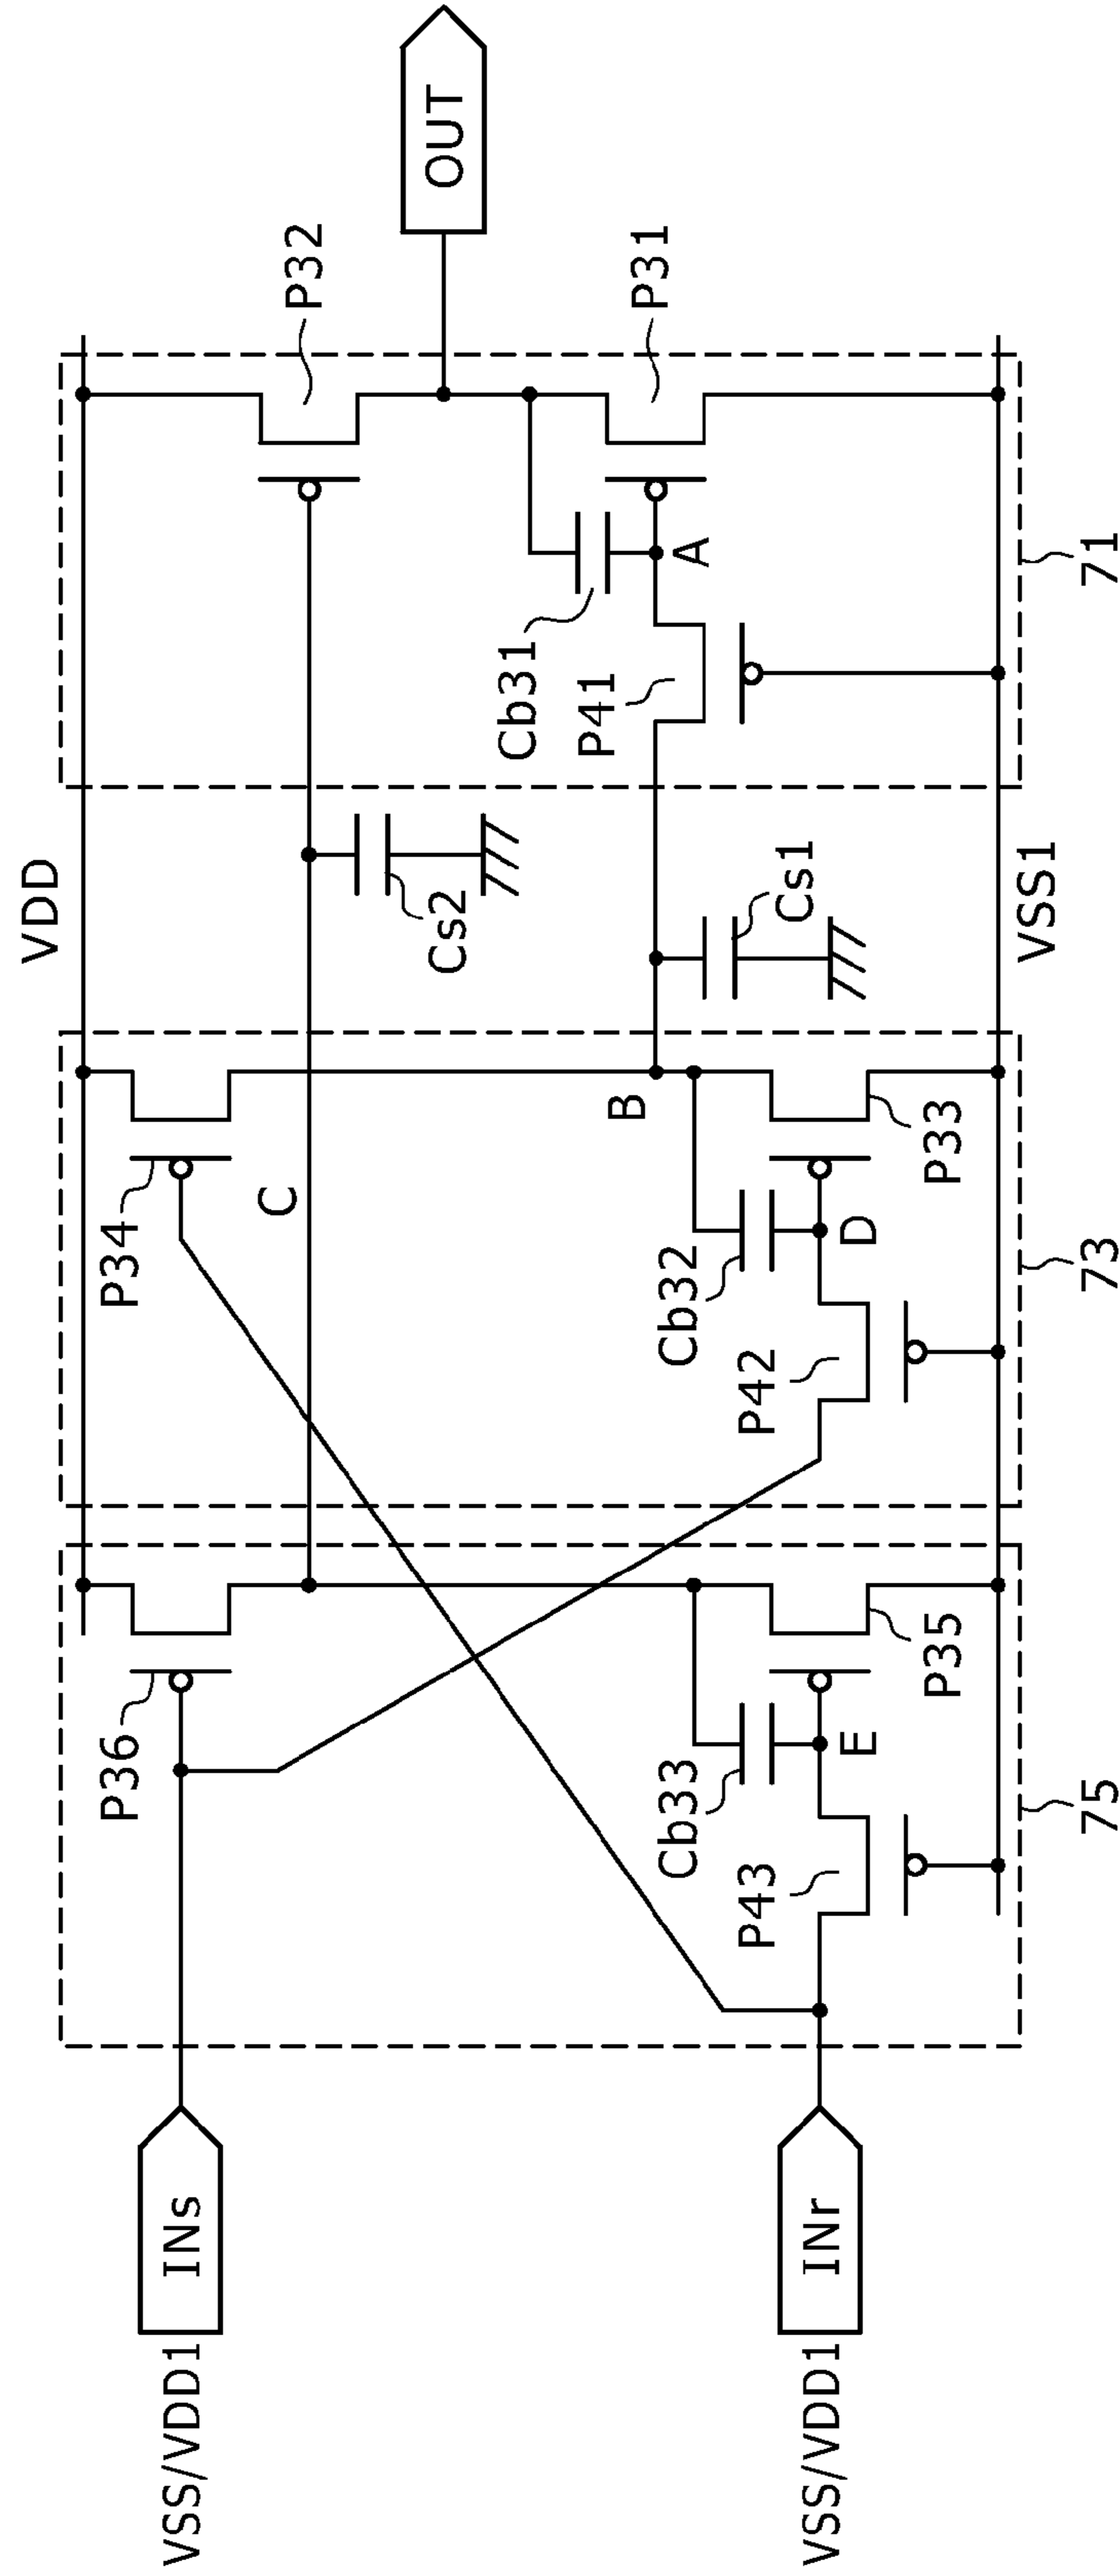 VDD
P36
P34
P32
C
Cs2
OUT
INs
VSS/VDD1
B
Cb31
P41
A
P31
Cs1
Cb33
P43
E
P35
Cb32
P42
D
P33
INr
VSS/VDD1
VSS1
75
73
71